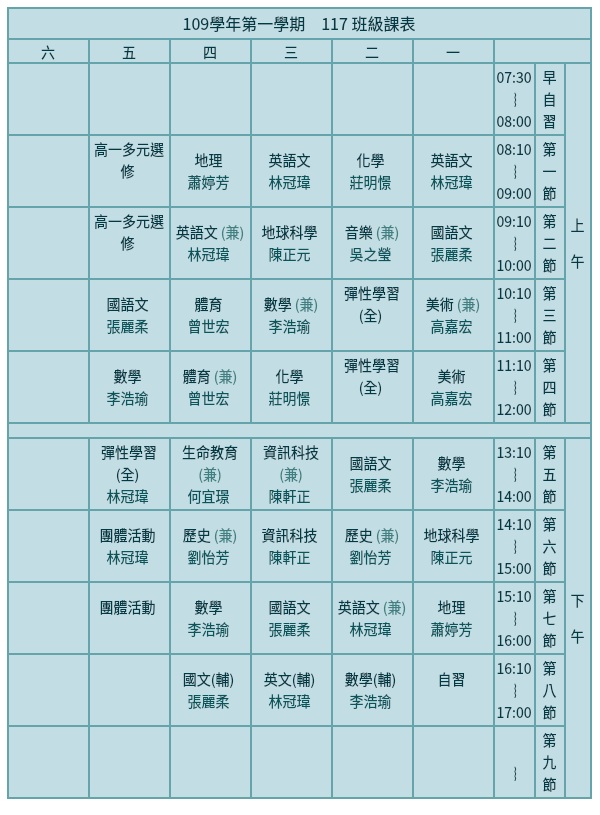 109學年第一學期 117 班級課表
六 五 四 三 二 一
07:30
︴
08:00
早
自
習
上
午
高一多元選
修
地理
蕭婷芳
英語文
林冠瑋
化學
莊明憬
英語文
林冠瑋
08:10
︴
09:00
第
一
節
高一多元選
修
英語文 (兼)
林冠瑋
地球科學
陳正元
音樂 (兼)
吳之瑩
國語文
張麗柔
09:10
︴
10:00
第
二
節
國語文
張麗柔
體育
曾世宏
數學 (兼)
李浩瑜
彈性學習
(全)
美術 (兼)
高嘉宏
10:10
︴
11:00
第
三
節
數學
李浩瑜
體育 (兼)
曾世宏
化學
莊明憬
彈性學習
(全)
美術
高嘉宏
11:10
︴
12:00
第
四
節
彈性學習
(全)
林冠瑋
生命教育
(兼)
何宜璟
資訊科技
(兼)
陳軒正
國語文
張麗柔
數學
李浩瑜
13:10
︴
14:00
第
五
節
下
午
團體活動
林冠瑋
歷史 (兼)
劉怡芳
資訊科技
陳軒正
歷史 (兼)
劉怡芳
地球科學
陳正元
14:10
︴
15:00
第
六
節
團體活動
數學
李浩瑜
國語文
張麗柔
英語文 (兼)
林冠瑋
地理
蕭婷芳
15:10
︴
16:00
第
七
節
國文(輔)
張麗柔
英文(輔)
林冠瑋
數學(輔)
李浩瑜
自習
16:10
︴
17:00
第
八
節
︴
第
九
節